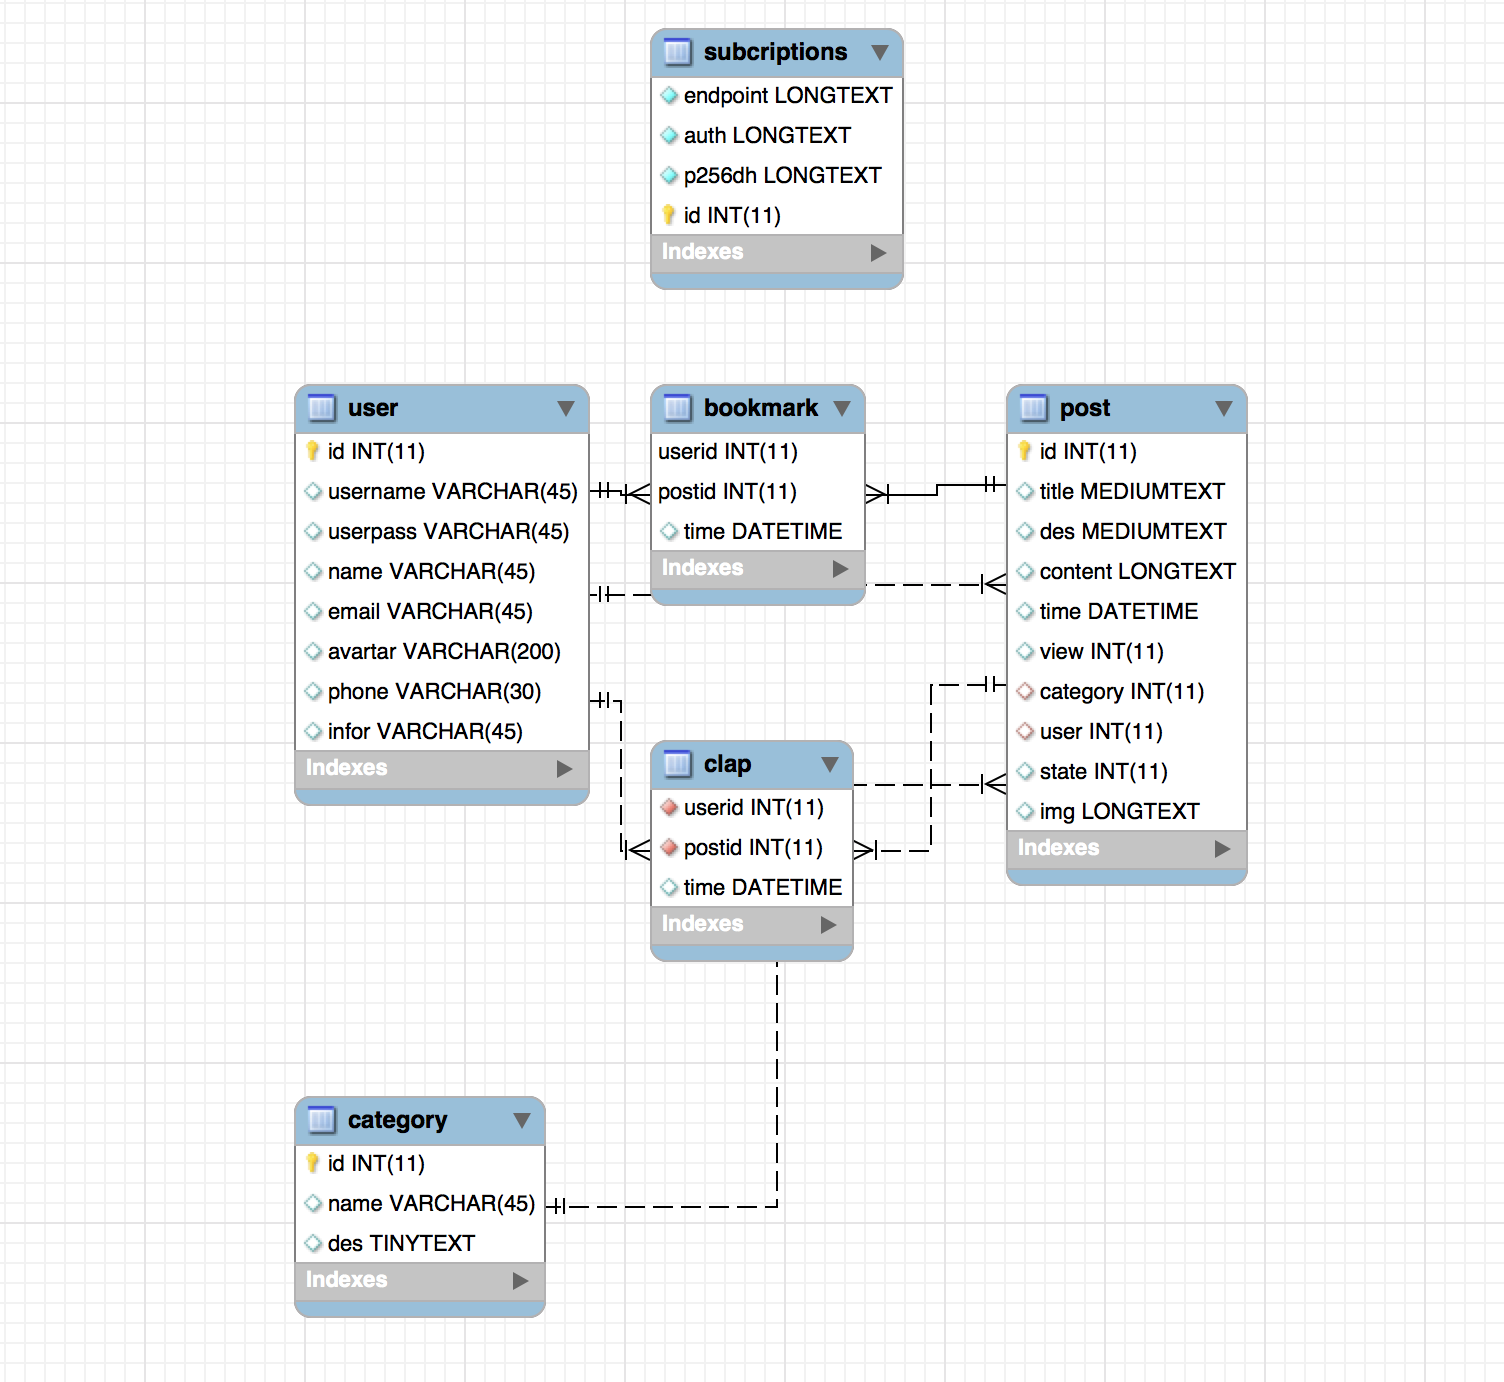 subcriptions
endpoint LONGTEXT
auth LONGTEXT
p256dh LONGTEXT
id INT(11)
Indexes
user
id INT(11)
username VARCHAR(45)
userpass VARCHAR(45)
name VARCHAR(45)
email VARCHAR(45)
avartar VARCHAR(200)
phone VARCHAR(30)
infor VARCHAR(45)
Indexes
bookmark
userid INT(11)
postid INT(11)
time DATETIME
Indexes
post
id INT(11)
title MEDIUMTEXT
des MEDIUMTEXT
content LONGTEXT
time DATETIME
view INT(11)
category INT(11)
user INT(11)
state INT(11)
img LONGTEXT
Indexes
clap
userid INT(11)
postid INT(11)
time DATETIME
Indexes
category
id INT(11)
name VARCHAR(45)
des TINYTEXT
Indexes